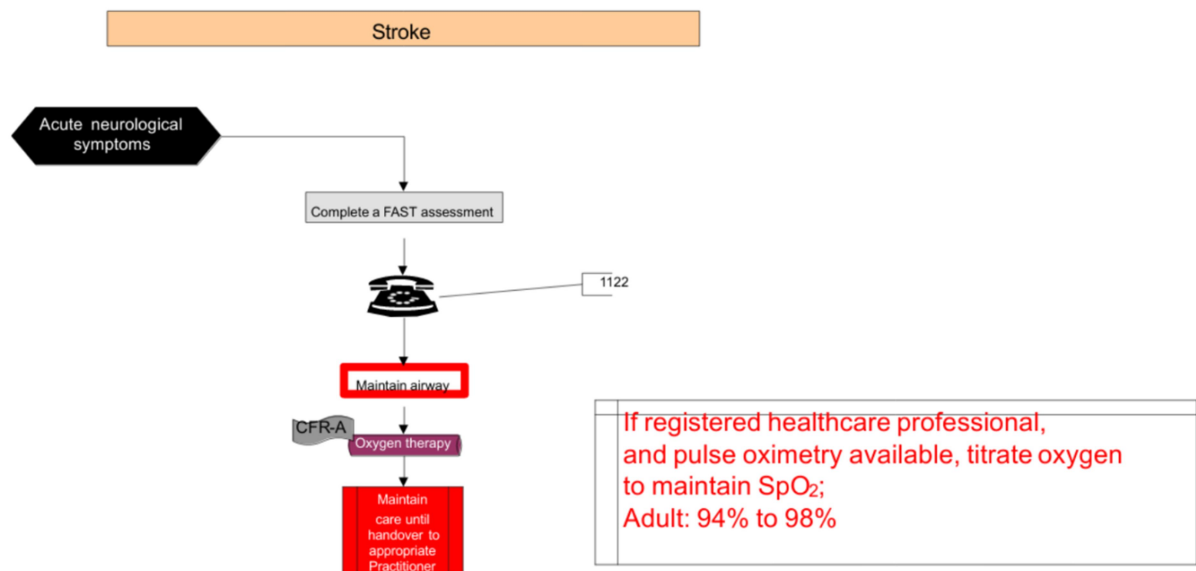 Stroke
Acute neurological
symptoms
Complete a FAST assessment
1122
Maintain airway
CFR-A
Oxygen therapy
Maintain
care until
handover to
appropriate
Practitioner
If registered healthcare professional,
and pulse oximetry available, titrate oxygen
to maintain SpO₂;
Adult: 94% to 98%